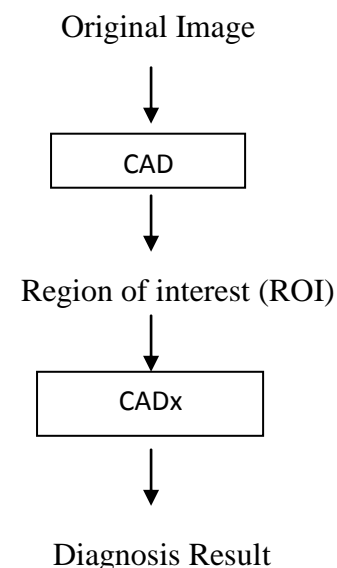 Original Image
CAD
Region of interest (ROI)
CADx
Diagnosis Result